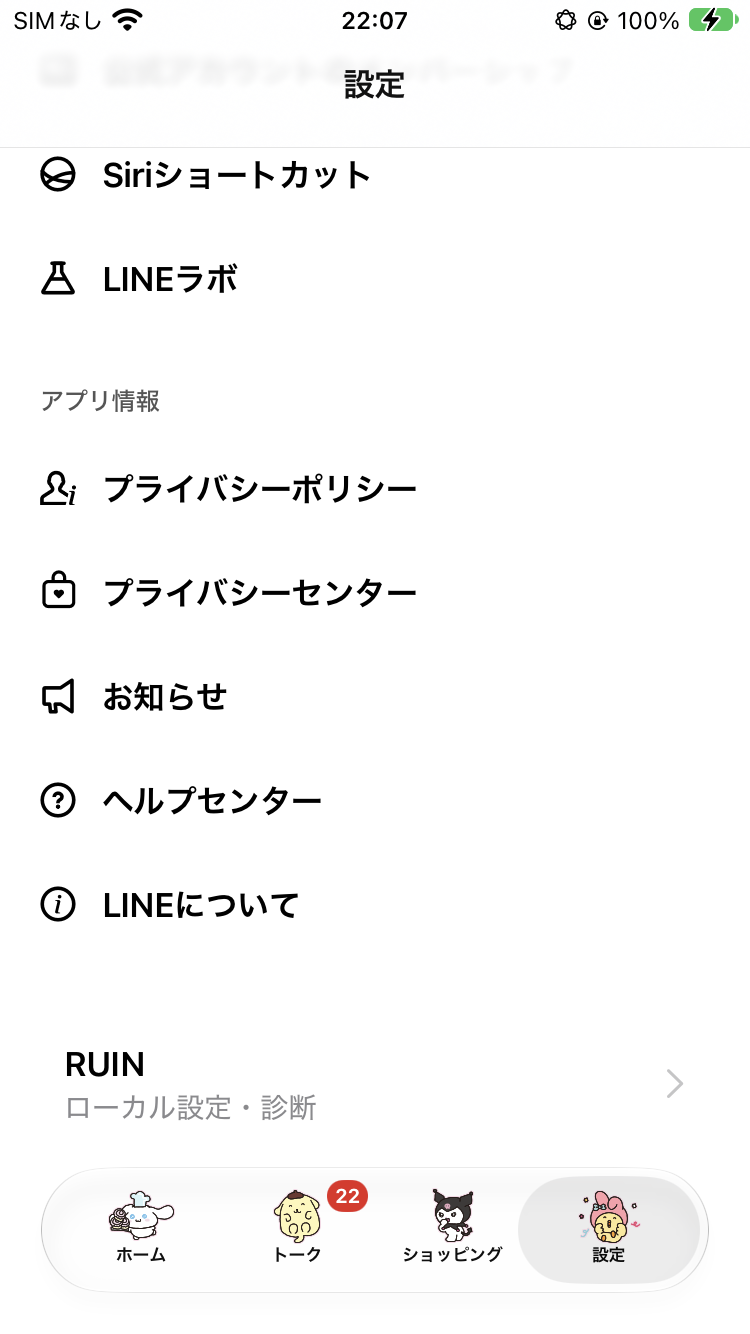 SIMなし
22:07
100%
設定
Siriショートカット
LINEラボ
アプリ情報
プライバシーポリシー
プライバシーセンター
お知らせ
ヘルプセンター
LINEについて
RUIN
ローカル設定・診断
22
ホーム
トーク
ショッピング
設定